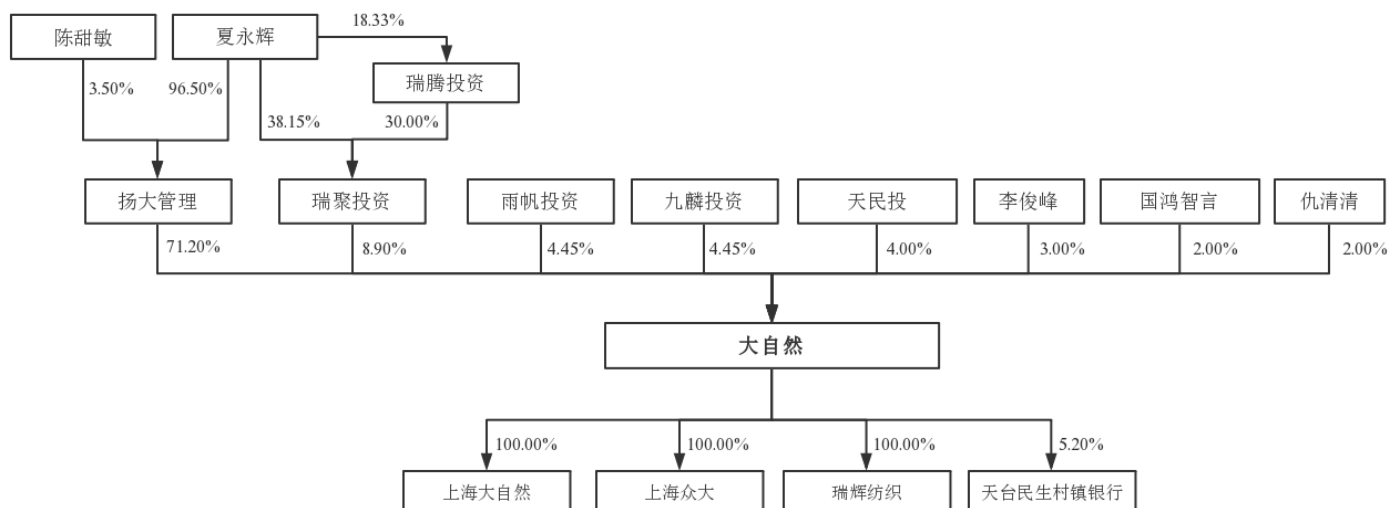 18.33%
陈甜敏
夏永辉
瑞腾投资
3.50%
96.50%
38.15%
30.00%
扬大管理
瑞聚投资
雨帆投资
九麟投资
天民投
李俊峰
国鸿智言
仇清清
71.20%
8.90%
4.45%
4.45%
4.00%
3.00%
2.00%
2.00%
大自然
100.00%
100.00%
100.00%
5.20%
上海大自然
上海众大
瑞辉纺织
天台民生村镇银行